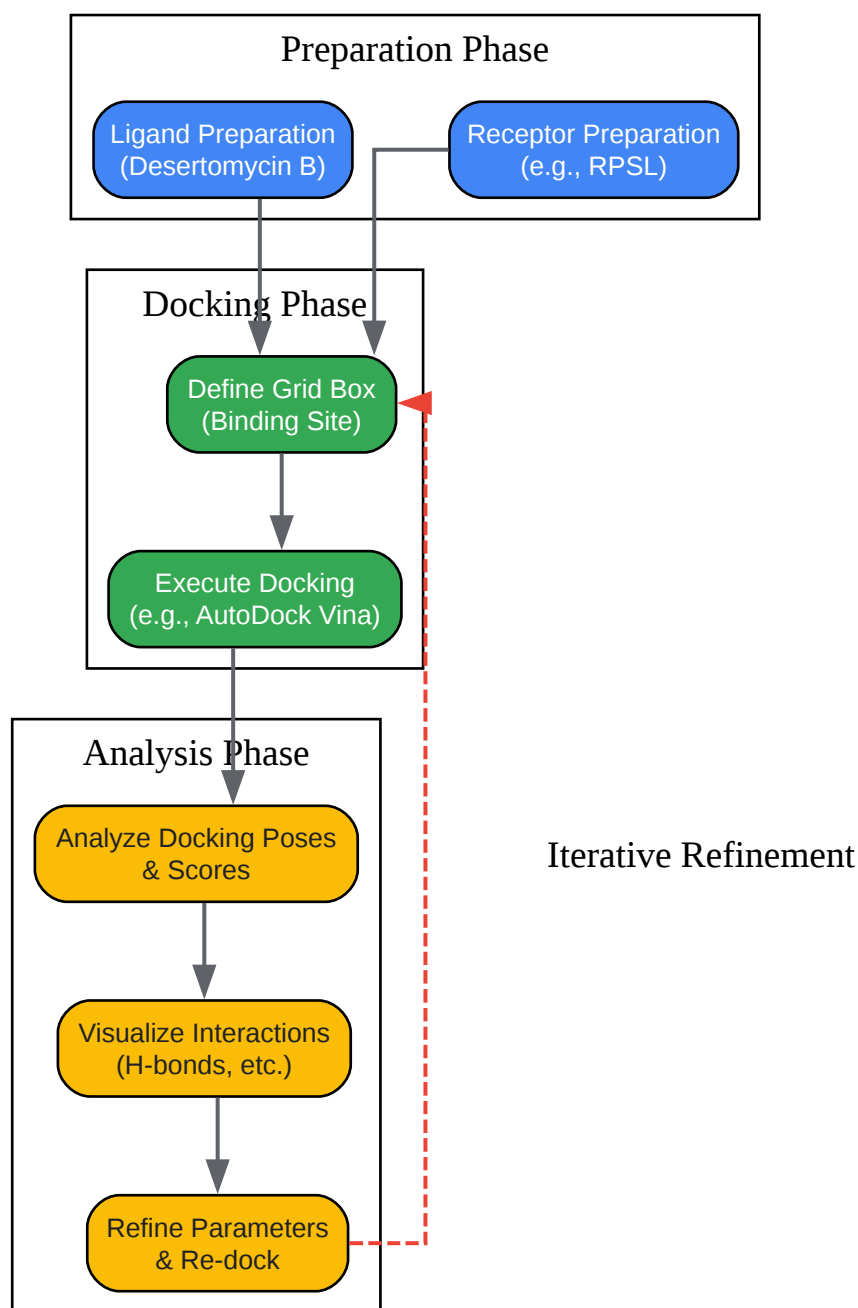 Preparation Phase
Ligand Preparation
(Desertomycin B)
Receptor Preparation
(e.g., RPSL)
Docking Phase
Define Grid Box
(Binding Site)
Execute Docking
(e.g., AutoDock Vina)
Analysis Phase
Analyze Docking Poses
& Scores
Iterative Refinement
Visualize Interactions
(H-bonds, etc.)
Refine Parameters
& Re-dock